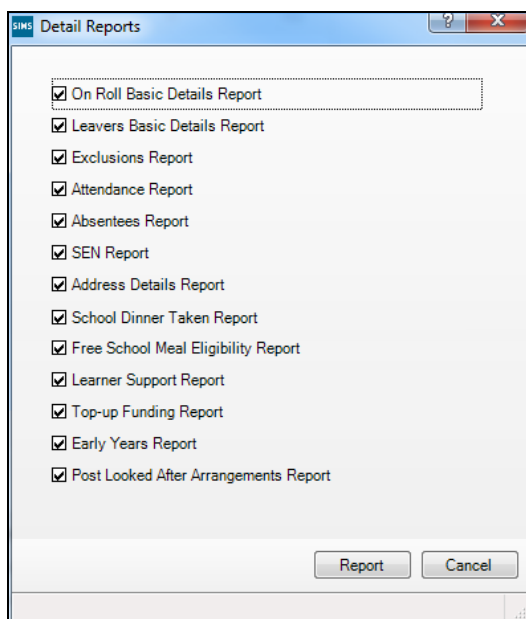 SIMS Detail Reports ? X
On Roll Basic Details Report
Leavers Basic Details Report
Exclusions Report
Attendance Report
Absentees Report
SEN Report
Address Details Report
School Dinner Taken Report
Free School Meal Eligibility Report
Learner Support Report
Top-up Funding Report
Early Years Report
Post Looked After Arrangements Report
Report Cancel